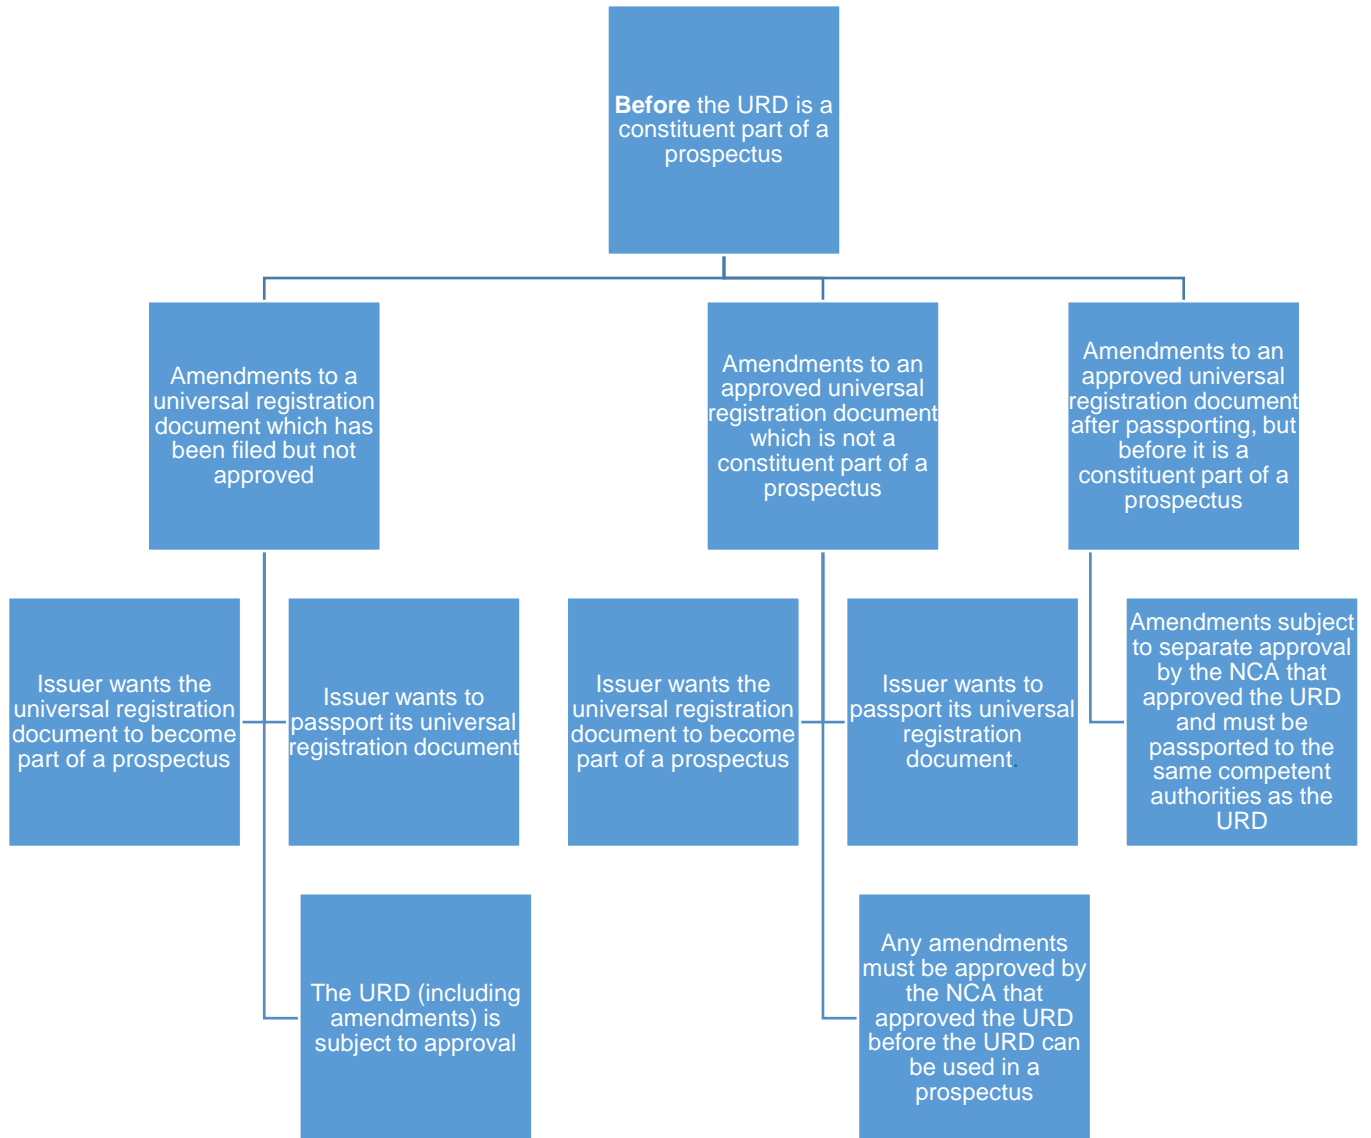 Before the URD is a
constituent part of a
prospectus
Amendments to a
universal registration
document which has
been filed but not
approved
Amendments to an
approved universal
registration document
which is not a
constituent part of a
prospectus
Amendments to an
approved universal
registration document
after passporting, but
before it is a
constituent part of a
prospectus
Issuer wants the
universal registration
document to become
part of a prospectus
Issuer wants to
passport its universal
registration document
Issuer wants the
universal registration
document to become
part of a prospectus
Issuer wants to
passport its universal
registration
document.
Amendments subject
to separate approval
by the NCA that
approved the URD
and must be
passported to the
same competent
authorities as the
URD
The URD (including
amendments) is
subject to approval
Any amendments
must be approved by
the NCA that
approved the URD
before the URD can
be used in a
prospectus